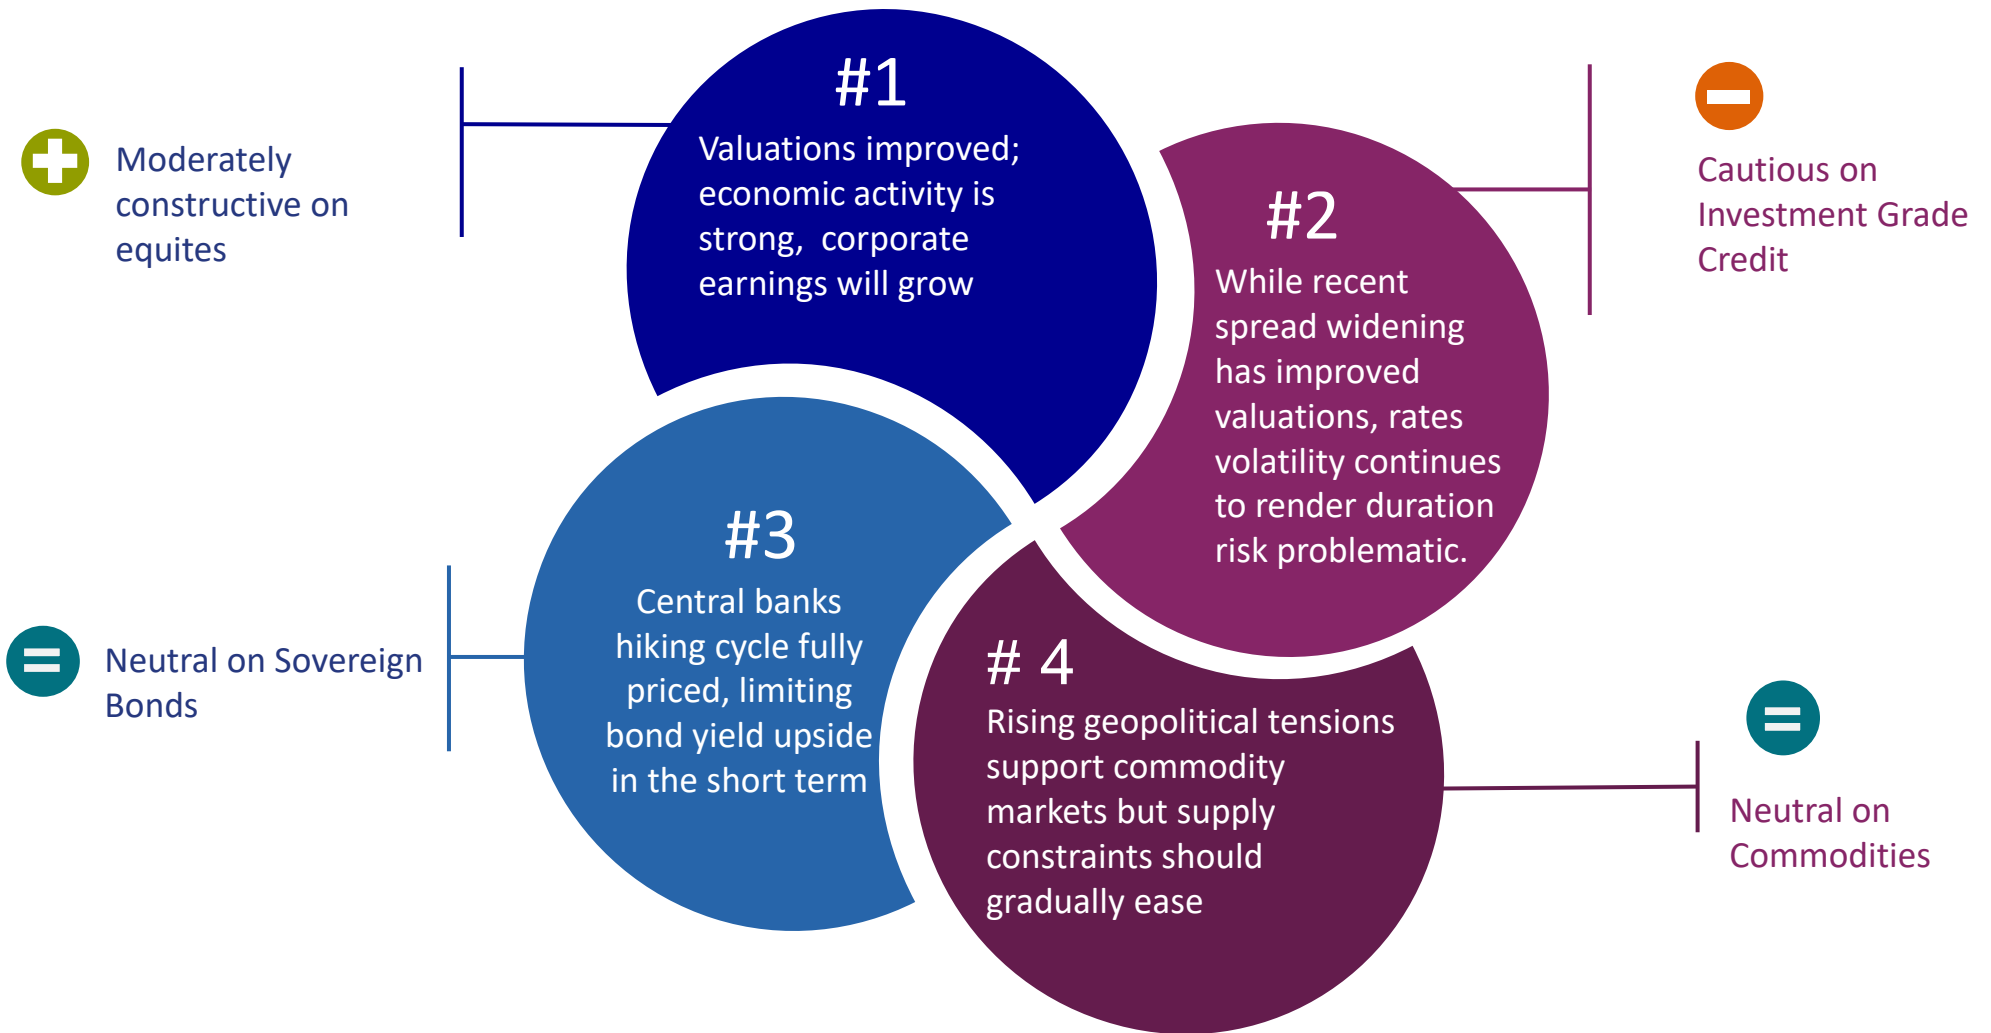 #1
Valuations improved;
economic activity is
strong,  corporate
earnings will grow
Moderately
constructive on
equites
#2
While recent
spread widening
has improved
valuations, rates
volatility continues
to render duration
risk problematic.
Cautious on
Investment Grade
Credit
#3
Central banks
hiking cycle fully
priced, limiting
bond yield upside
in the short term
Neutral on Sovereign
Bonds
# 4
Rising geopolitical tensions
support commodity
markets but supply
constraints should
gradually ease
Neutral on
Commodities